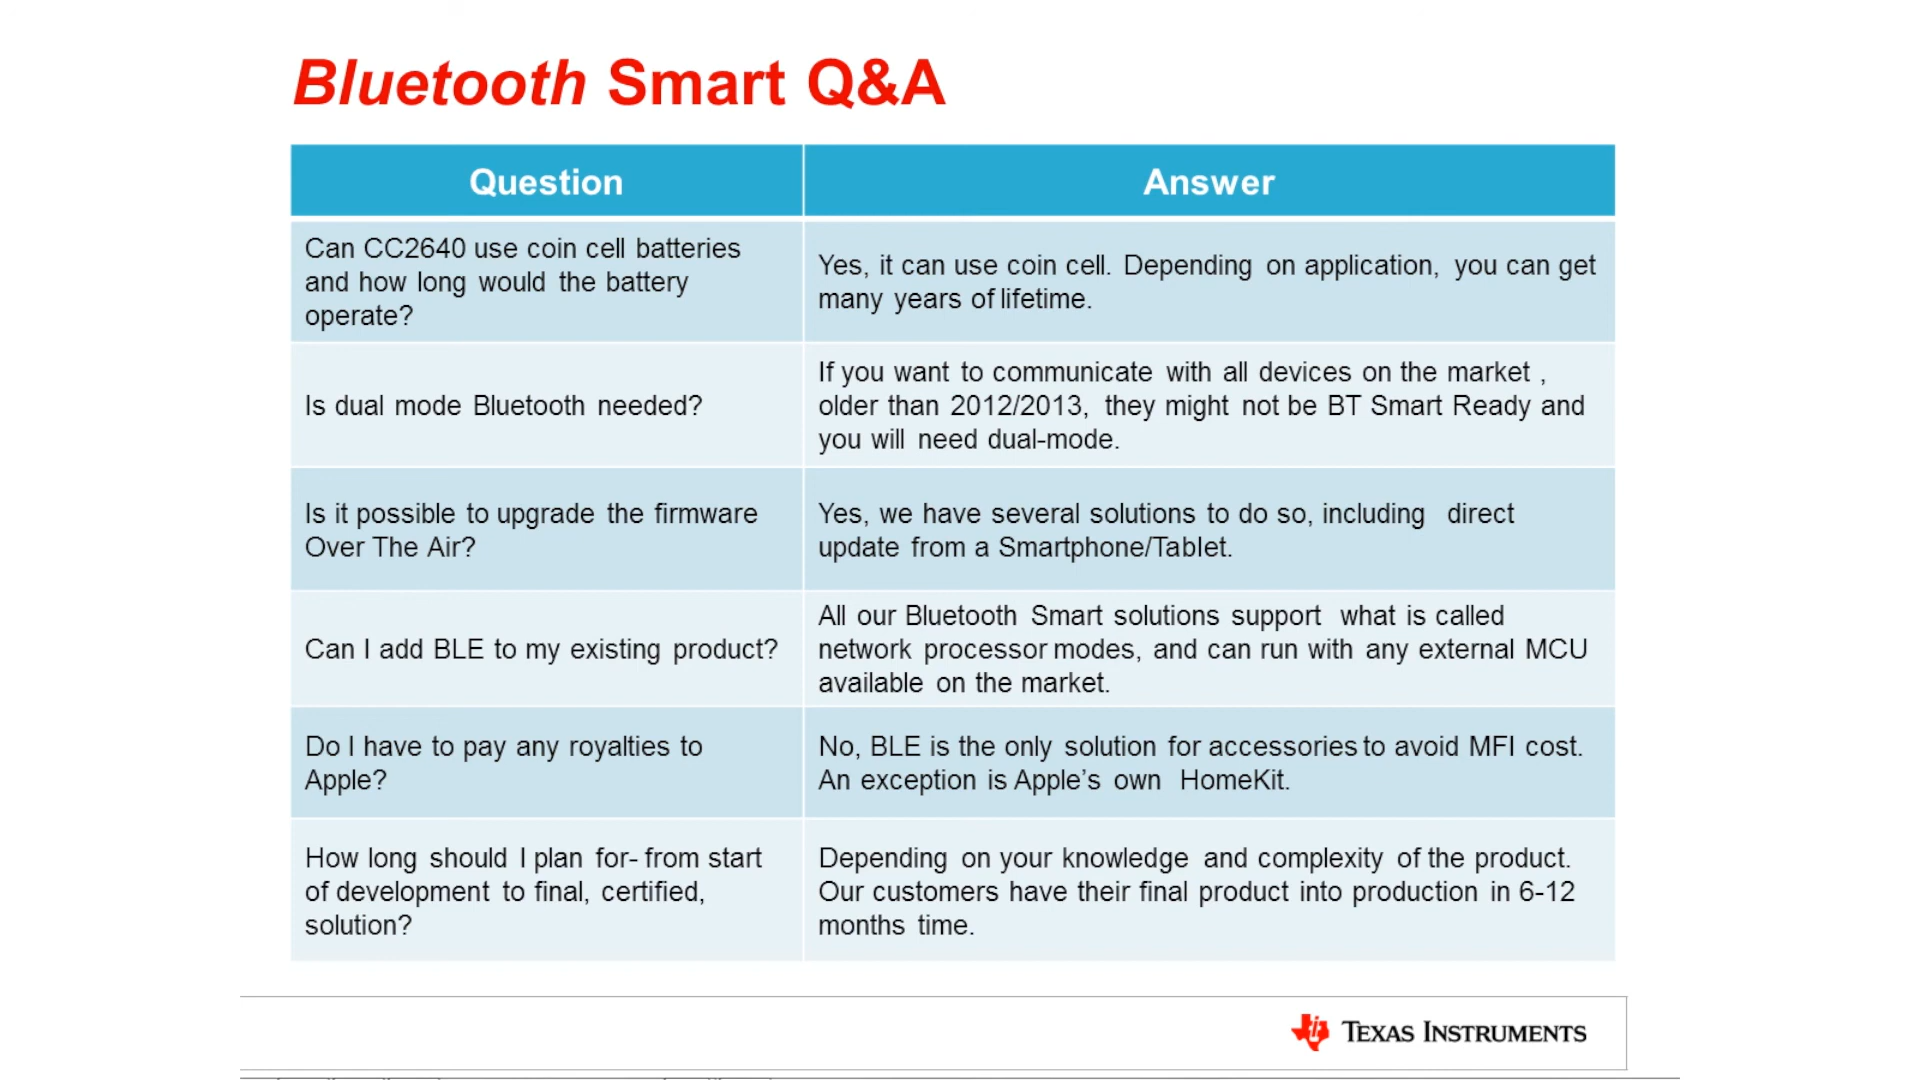 Bluetooth Smart Q&A
Question
Answer
Can CC2640 use coin cell batteries
and how long would the battery
operate?
Yes, it can use coin cell. Depending on application, you can get
many years of lifetime.
Is dual mode Bluetooth needed?
If you want to communicate with all devices on the market ,
older than 2012/2013, they might not be BT Smart Ready and
you will need dual-mode.
Is it possible to upgrade the firmware
Over The Air?
Yes, we have several solutions to do so, including direct
update from a Smartphone/Tablet.
Can I add BLE to my existing product?
All our Bluetooth Smart solutions support what is called
network processor modes, and can run with any external MCU
available on the market.
Do I have to pay any royalties to
Apple?
No, BLE is the only solution for accessories to avoid MFI cost.
An exception is Apple’s own HomeKit.
How long should I plan for- from start
of development to final, certified,
solution?
Depending on your knowledge and complexity of the product.
Our customers have their final product into production in 6-12
months time.
TEXAS INSTRUMENTS